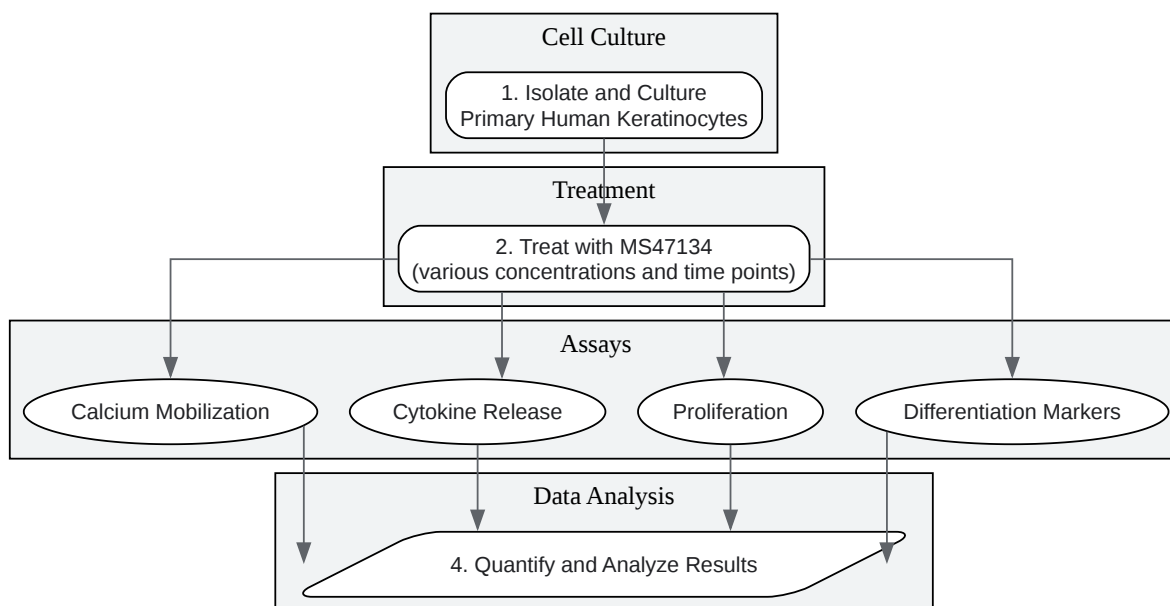 Cell Culture
1. Isolate and Culture
Primary Human Keratinocytes
Treatment
2. Treat with MS47134
(various concentrations and time points)
Assays
Calcium Mobilization
Cytokine Release
Proliferation
Differentiation Markers
Data Analysis
4. Quantify and Analyze Results